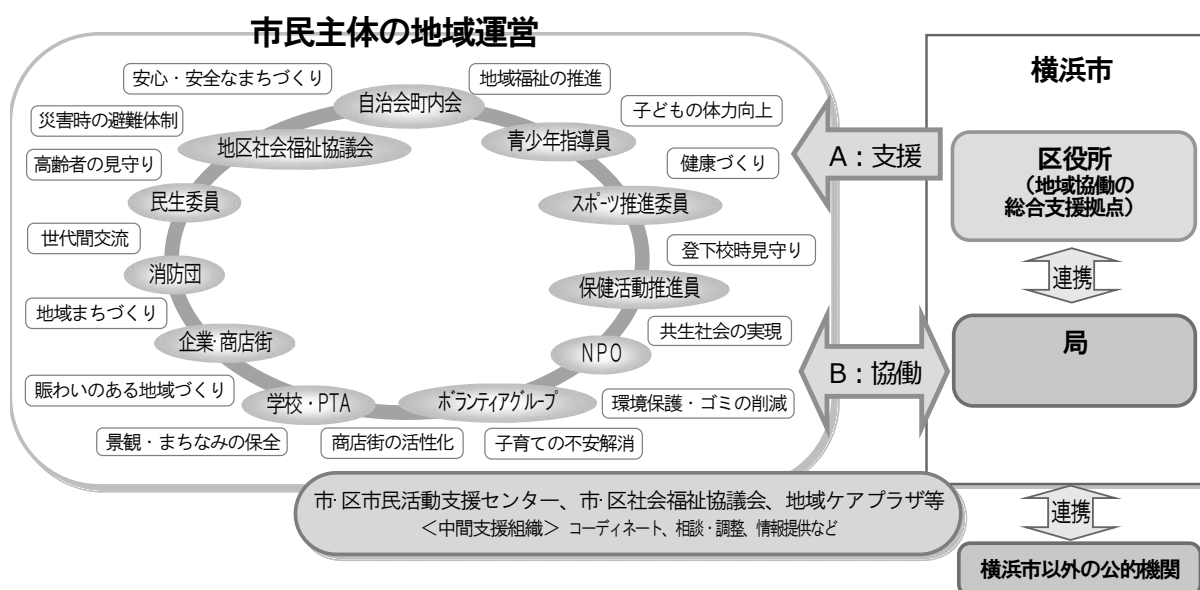 市民主体の地域運営
安心・安全なまちづくり
地域福祉の推進
自治会町内会
子どもの体力向上
災害時の避難体制
地区社会福祉協議会
青少年指導員
高齢者の見守り
健康づくり
民生委員
スポーツ推進委員
世代間交流
登下校時見守り
消防団
保健活動推進員
地域まちづくり
共生社会の実現
企業・商店街
NPO
賑わいのある地域づくり
学校・PTA
ボランティアグループ
環境保護・ゴミの削減
景観・まちなみの保全
商店街の活性化
子育ての不安解消
A:支援
B:協働
横浜市
区役所
(地域協働の
総合支援拠点)
連携
局
市・区市民活動支援センター、市・区社会福祉協議会、地域ケアプラザ等
<中間支援組織> コーディネート、相談・調整、情報提供など
連携
横浜市以外の公的機関